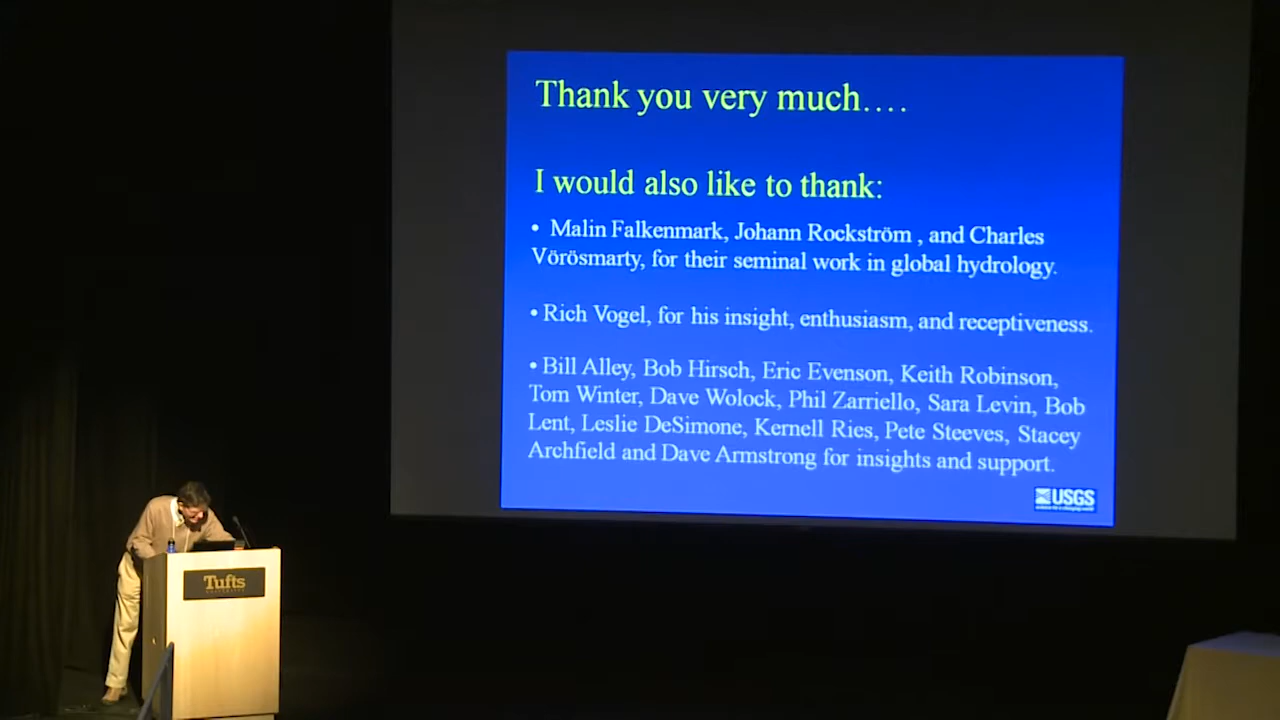 Thank you very much....
I would also like to thank:
• Malin Falkenmark, Johann Rockström , and Charles
Vörösmarty, for their seminal work in global hydrology.
• Rich Vogel, for his insight, enthusiasm, and receptiveness.
• Bill Alley, Bob Hirsch, Eric Evenson, Keith Robinson,
Tom Winter, Dave Wolock, Phil Zarriello, Sara Levin, Bob
Lent, Leslie DeSimone, Kernell Ries, Pete Steeves, Stacey
Archfield and Dave Armstrong for insights and support.
USGS
Tufts